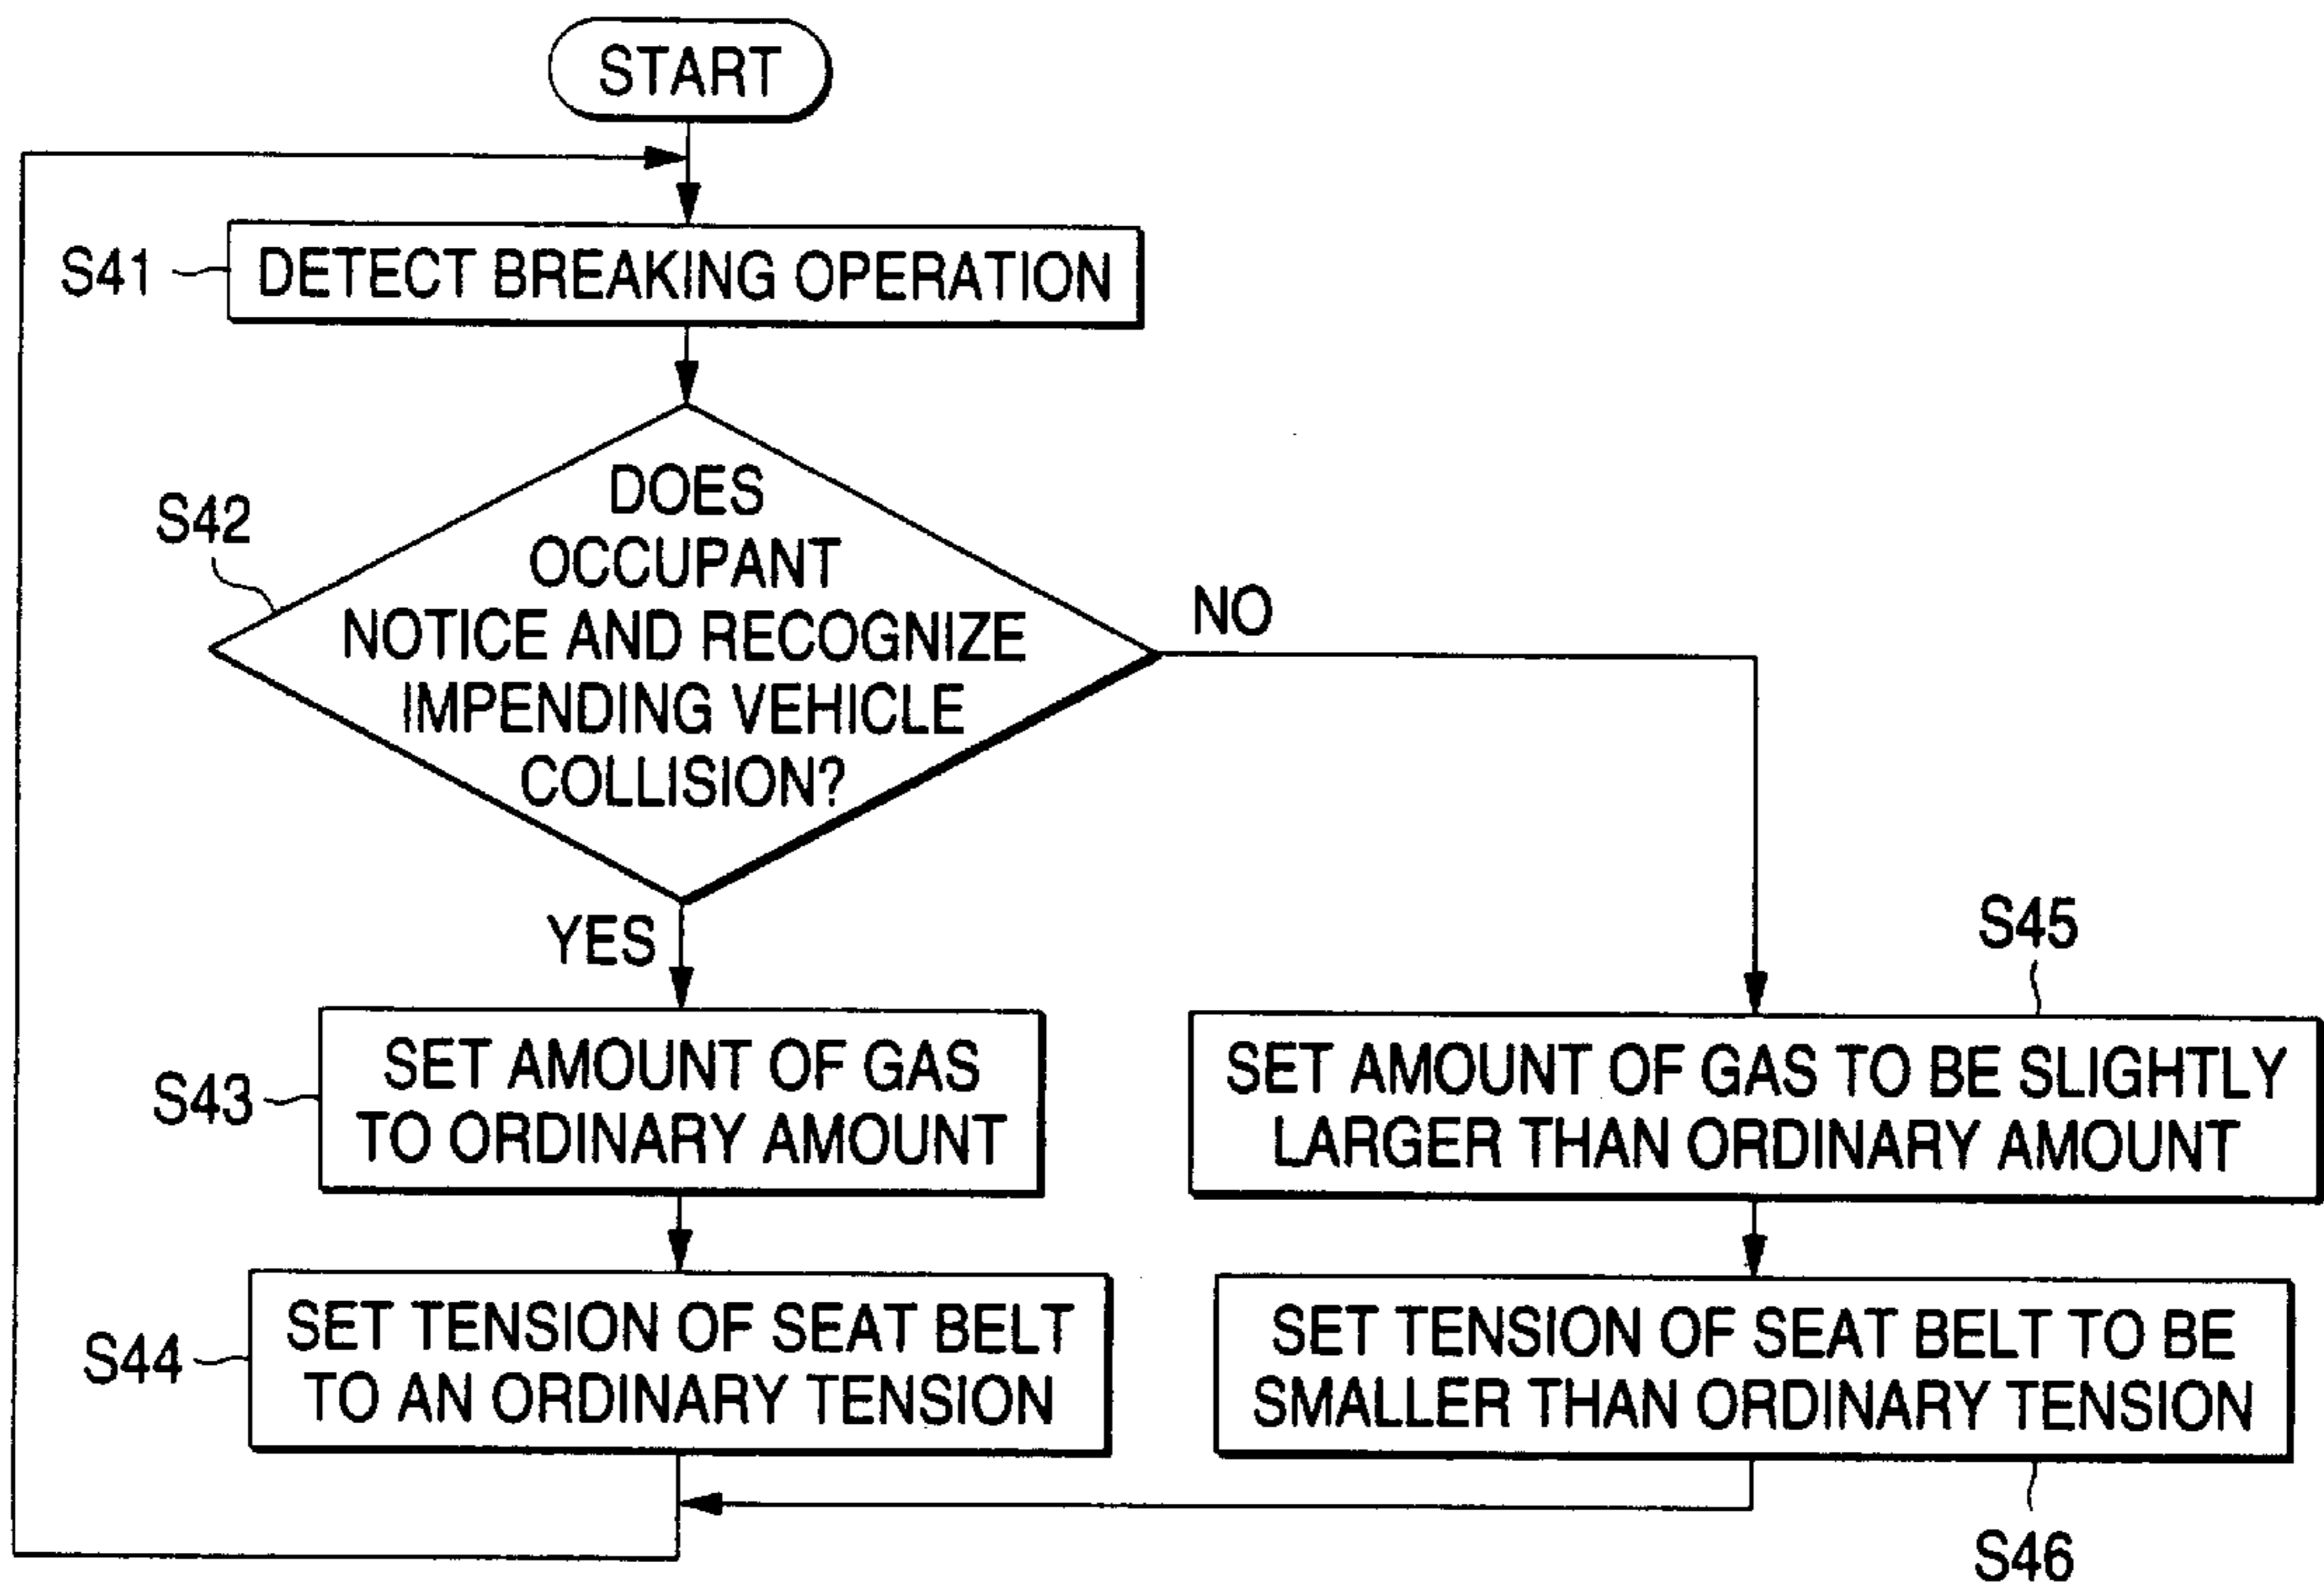 START
S41
DETECT BREAKING OPERATION
S42
DOES
OCCUPANT
NOTICE AND RECOGNIZE
IMPENDING VEHICLE
COLLISION?
NO
YES
S43
SET AMOUNT OF GAS
TO ORDINARY AMOUNT
S45
SET AMOUNT OF GAS TO BE SLIGHTLY
LARGER THAN ORDINARY AMOUNT
S44
SET TENSION OF SEAT BELT
TO AN ORDINARY TENSION
SET TENSION OF SEAT BELT TO BE
SMALLER THAN ORDINARY TENSION
S46